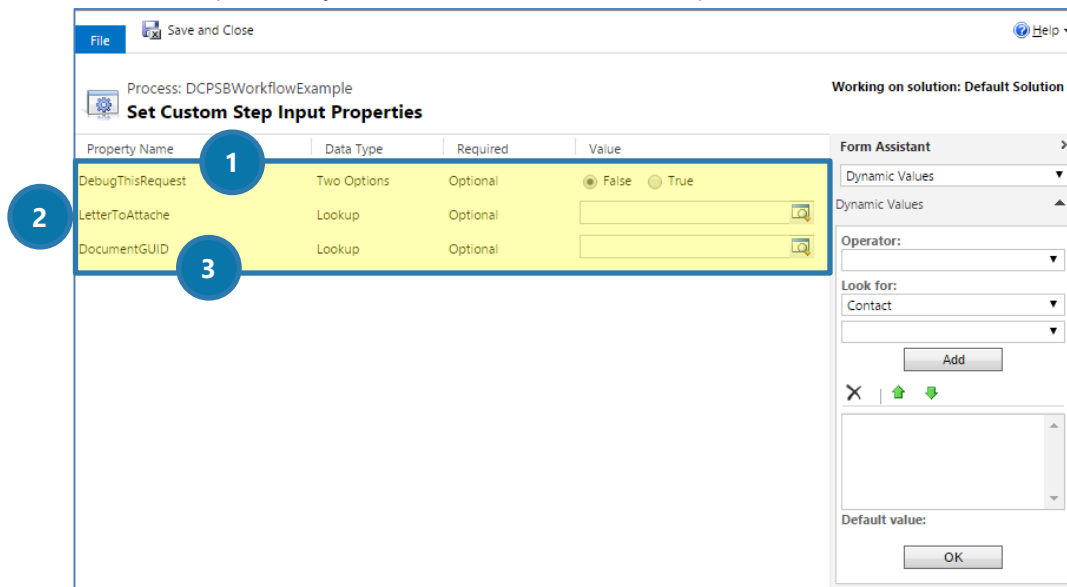 File Save and Close Help
Process: DCPSBWorkflowExample Working on solution: Default Solution
Set Custom Step Input Properties
Property Name Data Type Required Value Form Assistant
1
DebugThisRequest Two Options Optional False True Dynamic Values
2
LetterToAttache Lookup Optional Dynamic Values
DocumentGUID Lookup Optional Operator:
3
Look for:
Contact
Add
Default value:
OK